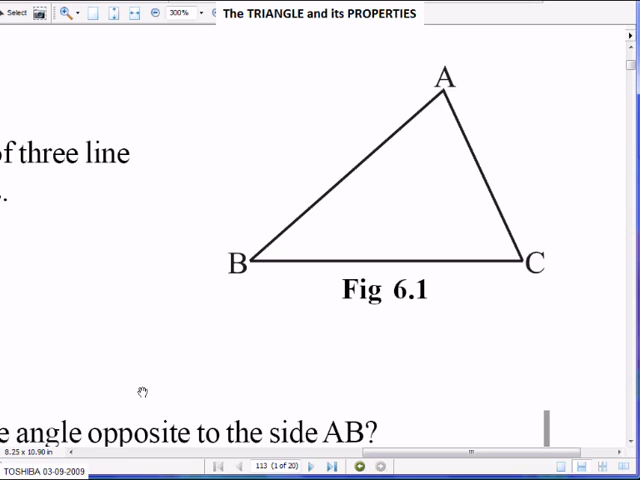 Select
300%
The TRIANGLE and its PROPERTIES
A
of three line
B
C
Fig 6.1
angle opposite to the side AB?
8.25 x 10.90 in
113 (1 of 20)
TOSHIBA 03-09-2009